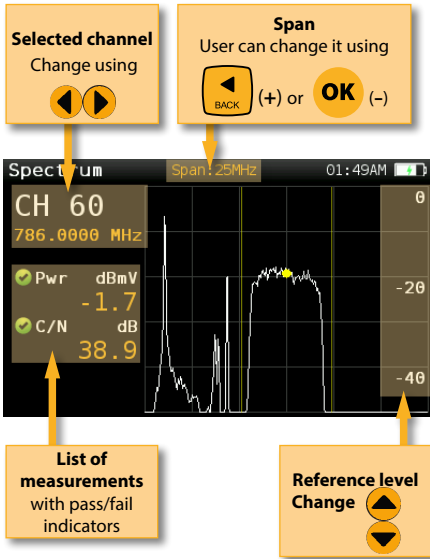 Selected channel
Change using
Span
User can change it using
BACK
(+) or OK (–)
Spectrum Span:25MHz 01:49AM
CH 60
786.0000 MHz
Pwr dBmV
-1.7
C/N dB
38.9
0
-20
-40
List of
measurements
with pass/fail
indicators
Reference level
Change